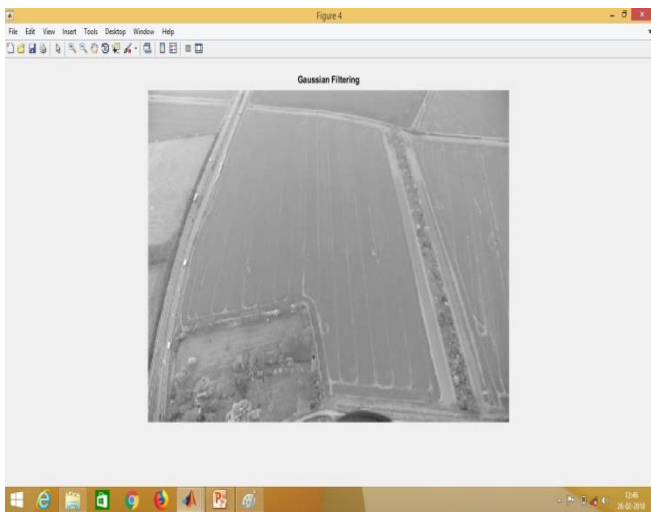 Figure 4
File Edit View Insert Tools Desktop Window Help
Gaussian Filtering
12:46
26-02-2018